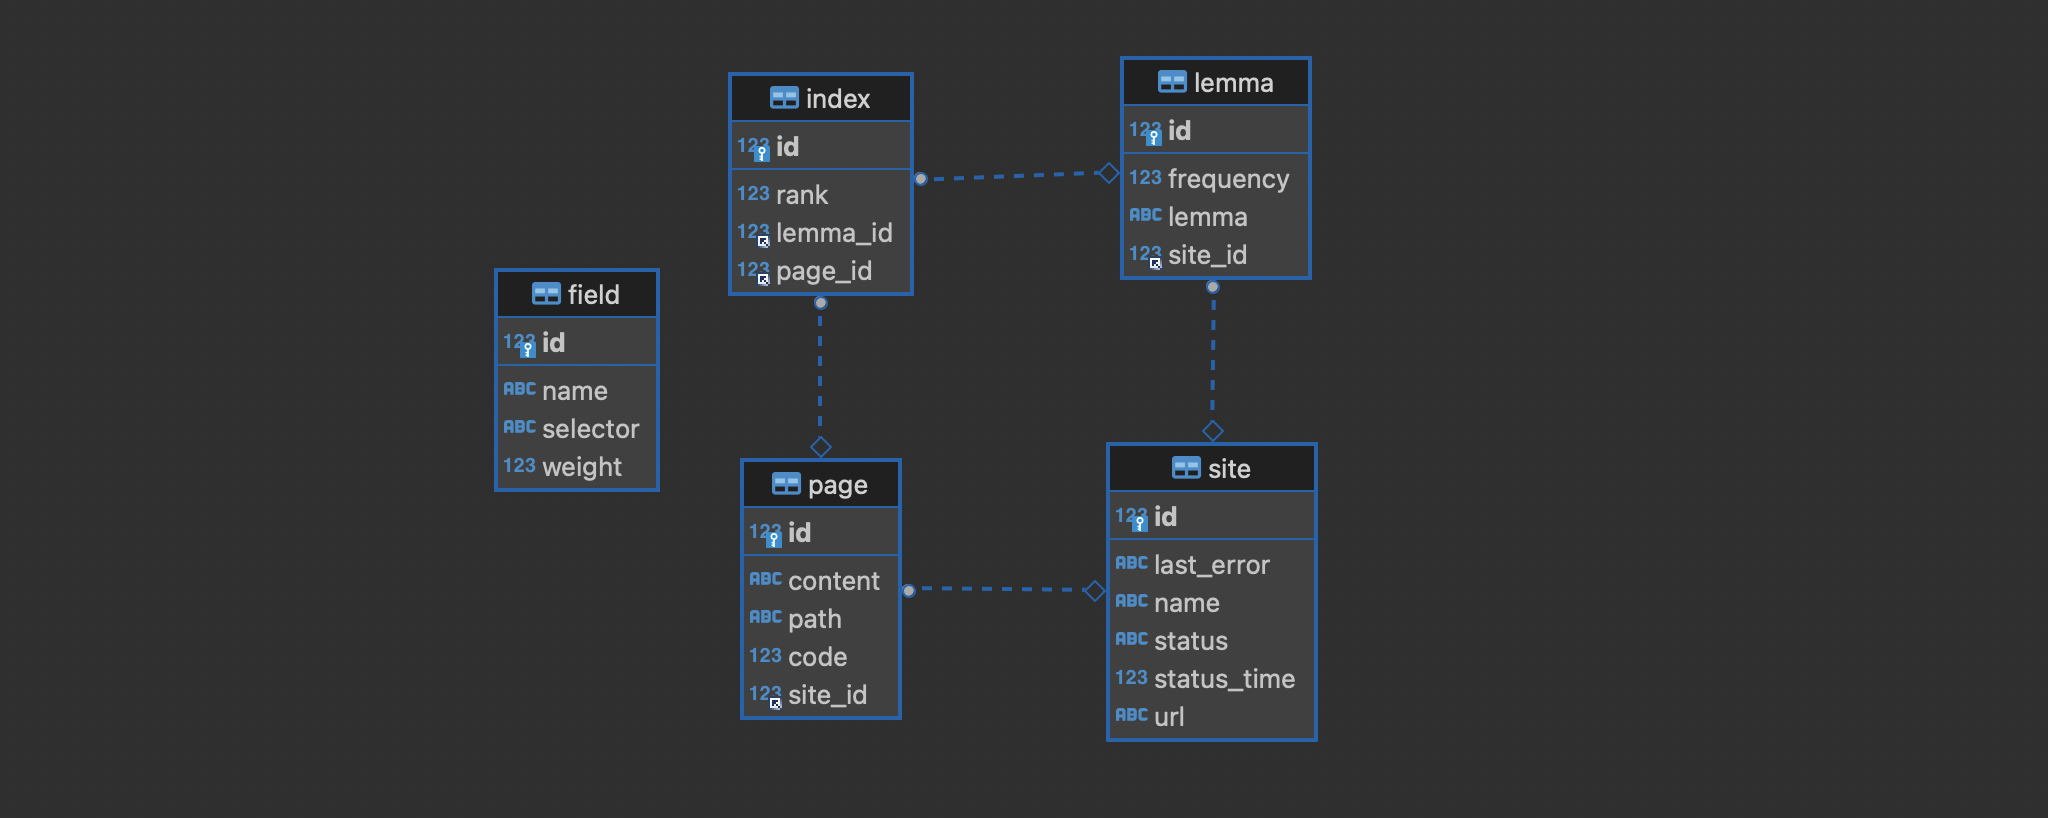 index
123 id
123 rank
123 lemma_id
123 page_id
lemma
123 id
123 frequency
ABC lemma
123 site_id
field
123 id
ABC name
ABC selector
123 weight
page
123 id
ABC content
ABC path
123 code
123 site_id
site
123 id
ABC last_error
ABC name
ABC status
123 status_time
ABC url